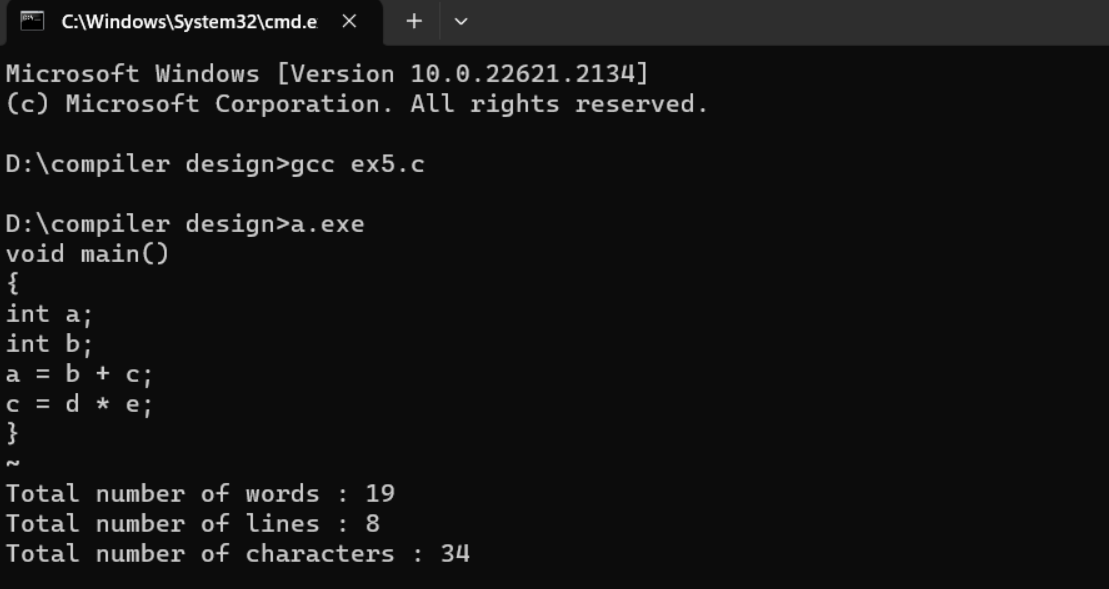 C:\Windows\System32\cmd.e
Microsoft Windows [Version 10.0.22621.2134]
(c) Microsoft Corporation. All rights reserved.
D:\compiler design>gcc ex5.c
D:\compiler design>a.exe
void main()
{
int a;
int b;
a = b + c;
c = d * e;
}
~
Total number of words : 19
Total number of lines : 8
Total number of characters : 34